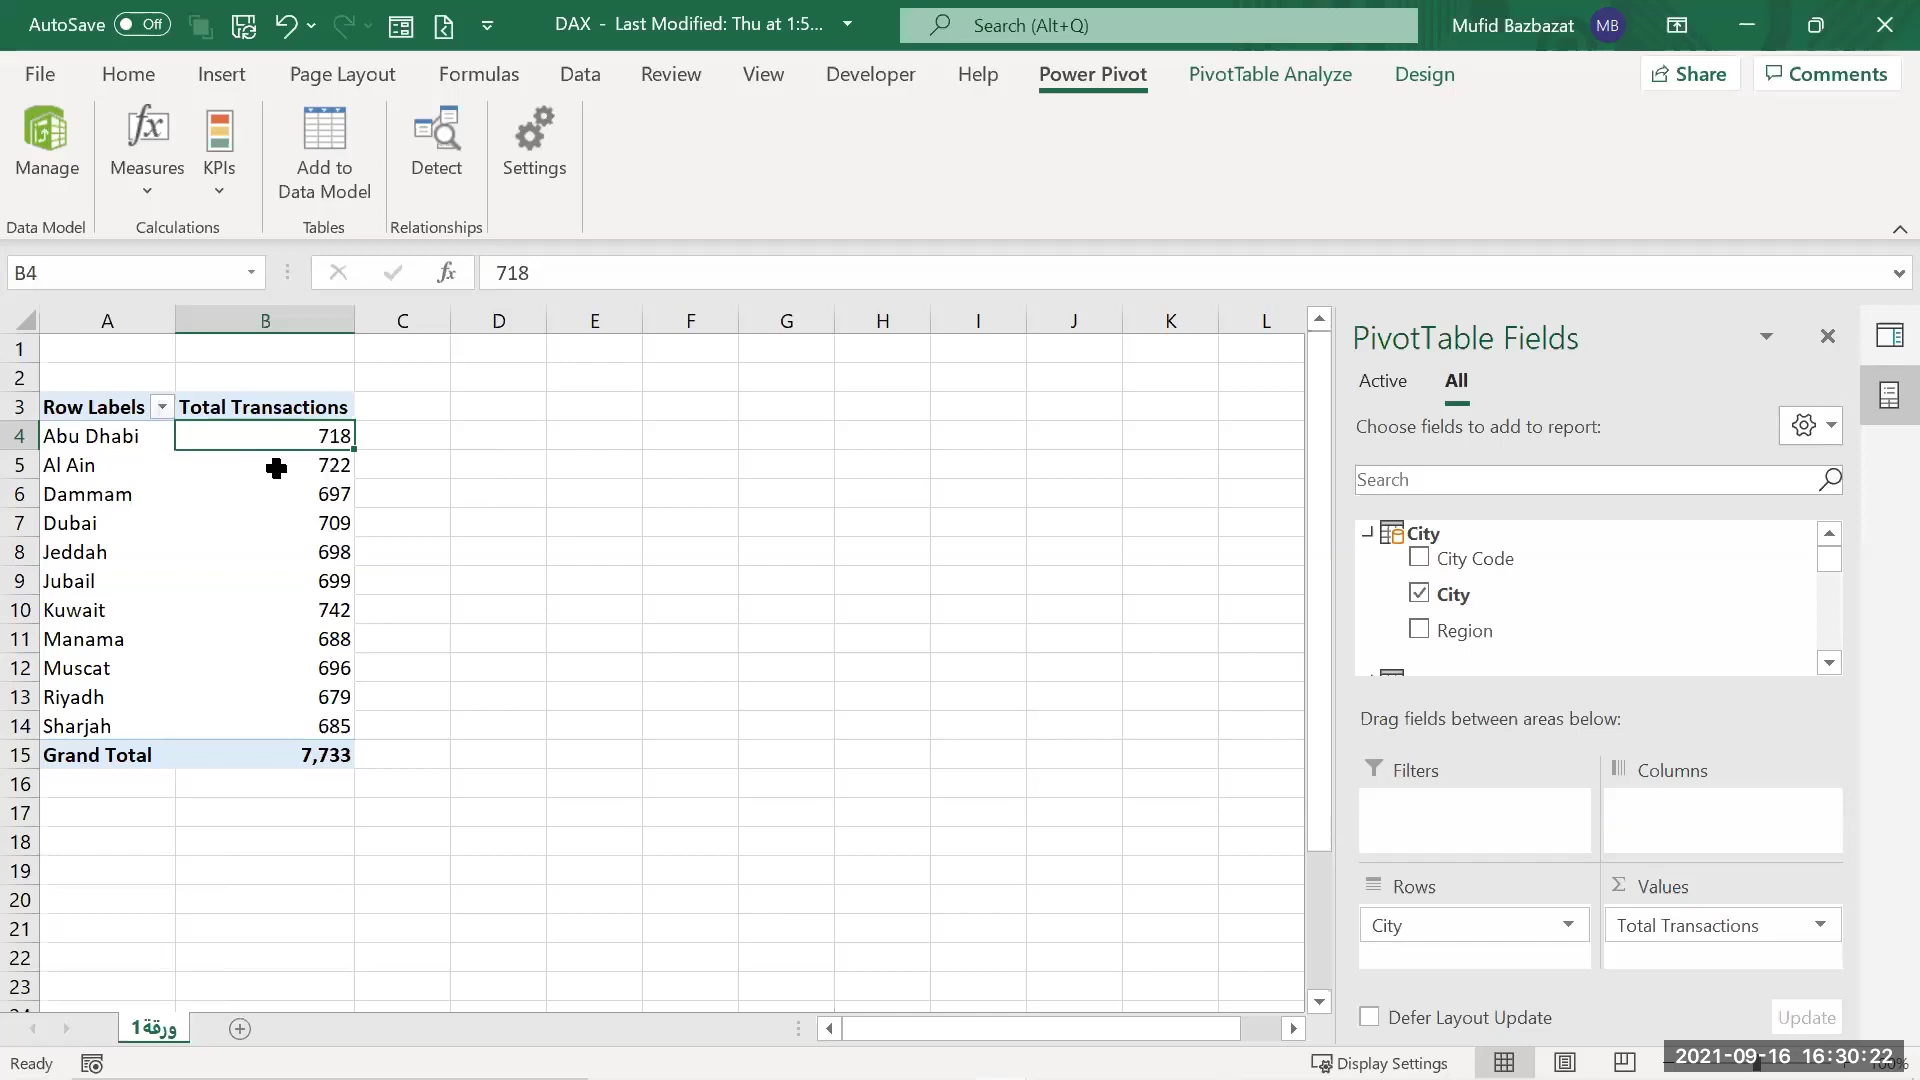 AutoSave Off
DAX - Last Modified: Thu at 1:5...
Search (Alt+Q)
Mufid Bazbazat MB
File Home Insert Page Layout Formulas Data Review View Developer Help Power Pivot PivotTable Analyze Design Share Comments
Manage
Measures
KPIs
Add to
Data Model
Detect
Settings
Data Model Calculations Tables Relationships
B4
fx
718
A B C D E F G H I J K L
1
2
3 Row Labels Total Transactions
4 Abu Dhabi 718
5 Al Ain 722
6 Dammam 697
7 Dubai 709
8 Jeddah 698
9 Jubail 699
10 Kuwait 742
11 Manama 688
12 Muscat 696
13 Riyadh 679
14 Sharjah 685
15 Grand Total 7,733
16
17
18
19
20
21
22
23
PivotTable Fields
Active All
Choose fields to add to report:
Search
City
City Code
City
Region
Drag fields between areas below:
Filters
Columns
Rows
Σ Values
City
Total Transactions
Defer Layout Update
Update
ورقة1
Ready
Display Settings
2021-09-16 16:30:22